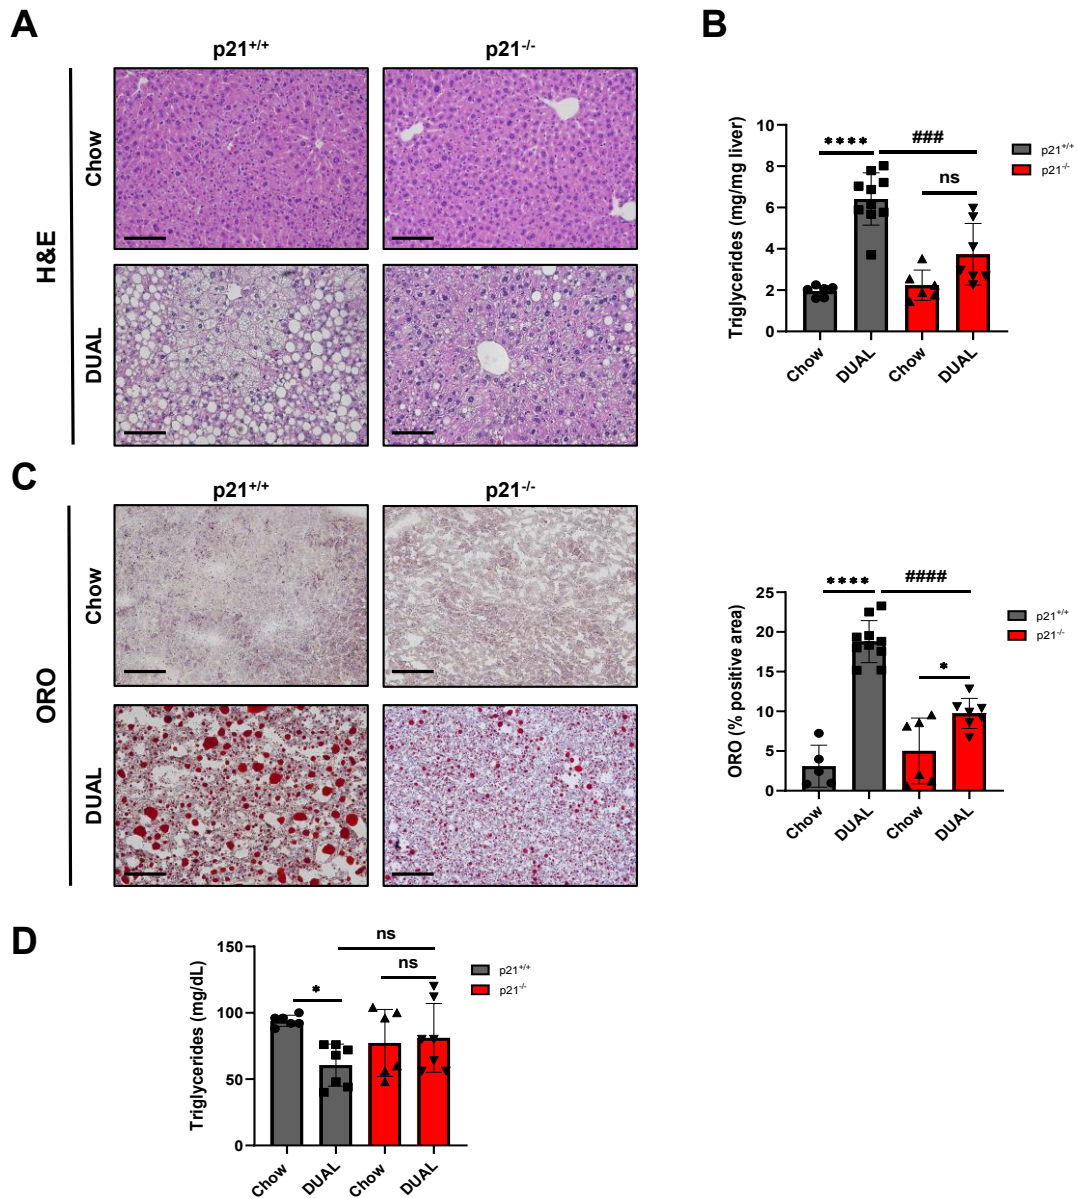 A
p21+/+
p21-/-
H&E
Chow
DUAL
B
Triglycerides (mg/mg liver)
10
8
6
4
2
0
****
###
ns
Chow
DUAL
Chow
DUAL
p21+/+
p21-/-
C
p21+/+
p21-/-
ORO
Chow
DUAL
ORO (% positive area)
25
20
15
10
5
0
****
####
*
Chow
DUAL
Chow
DUAL
p21+/+
p21-/-
D
Triglycerides (mg/dL)
150
100
50
0
*
ns
ns
Chow
DUAL
Chow
DUAL
p21+/+
p21-/-